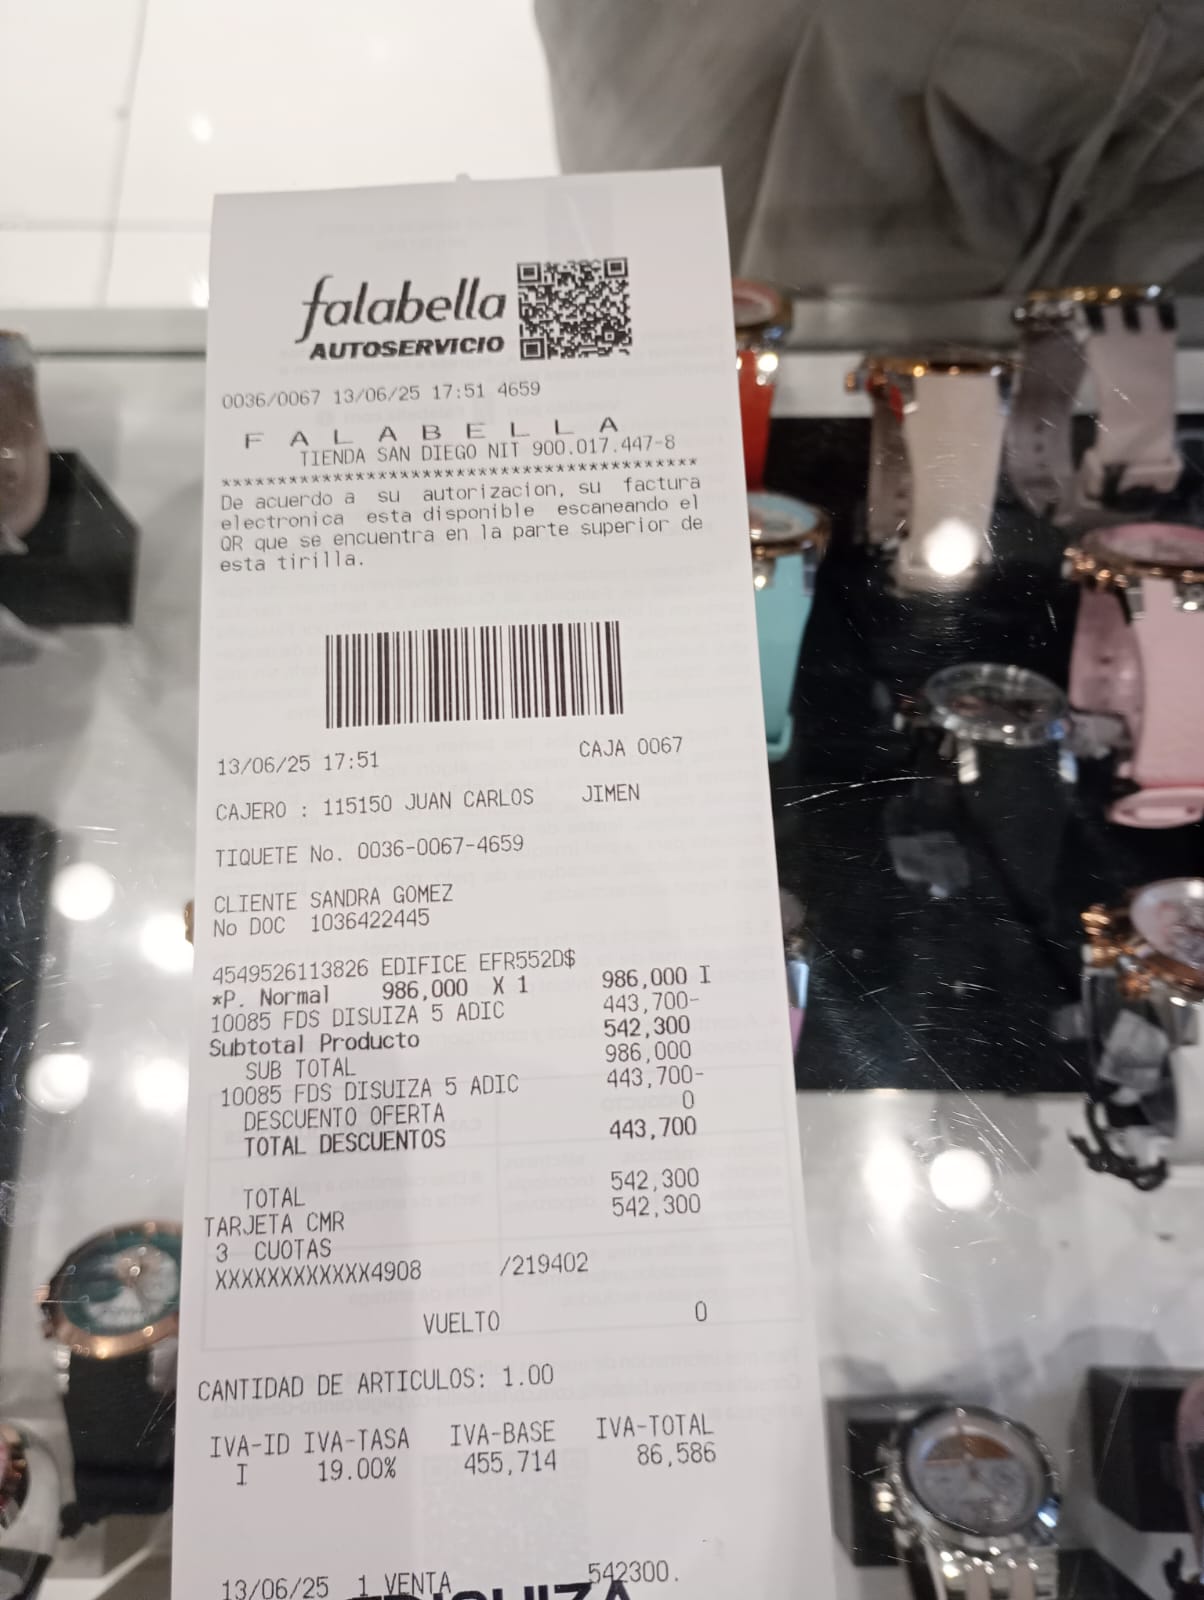 falabella
AUTOSERVICIO
0036/0067 13/06/25 17:51 4659
F A L A B E L L A
TIENDA SAN DIEGO NIT 900.017.447-8
******************************************
De acuerdo a su autorizacion, su factura
electronica esta disponible escaneando el
QR que se encuentra en la parte superior de
esta tirilla.
13/06/25 17:51 CAJA 0067
CAJERO : 115150 JUAN CARLOS JIMEN
TIQUETE No. 0036-0067-4659
CLIENTE SANDRA GOMEZ
No DOC 1036422445
4549526113826 EDIFICE EFR552D$
*P. Normal 986,000 X 1 986,000 I
10085 FDS DISUIZA 5 ADIC 443,700-
Subtotal Producto 542,300
SUB TOTAL 986,000
10085 FDS DISUIZA 5 ADIC 443,700-
DESCUENTO OFERTA 0
TOTAL DESCUENTOS 443,700
TOTAL 542,300
TARJETA CMR 542,300
3 CUOTAS
XXXXXXXXXXXX4908 /219402
VUELTO 0
CANTIDAD DE ARTICULOS: 1.00
IVA-ID IVA-TASA IVA-BASE IVA-TOTAL
I 19.00% 455,714 86,586
13/06/25 1 VENTA 542300.